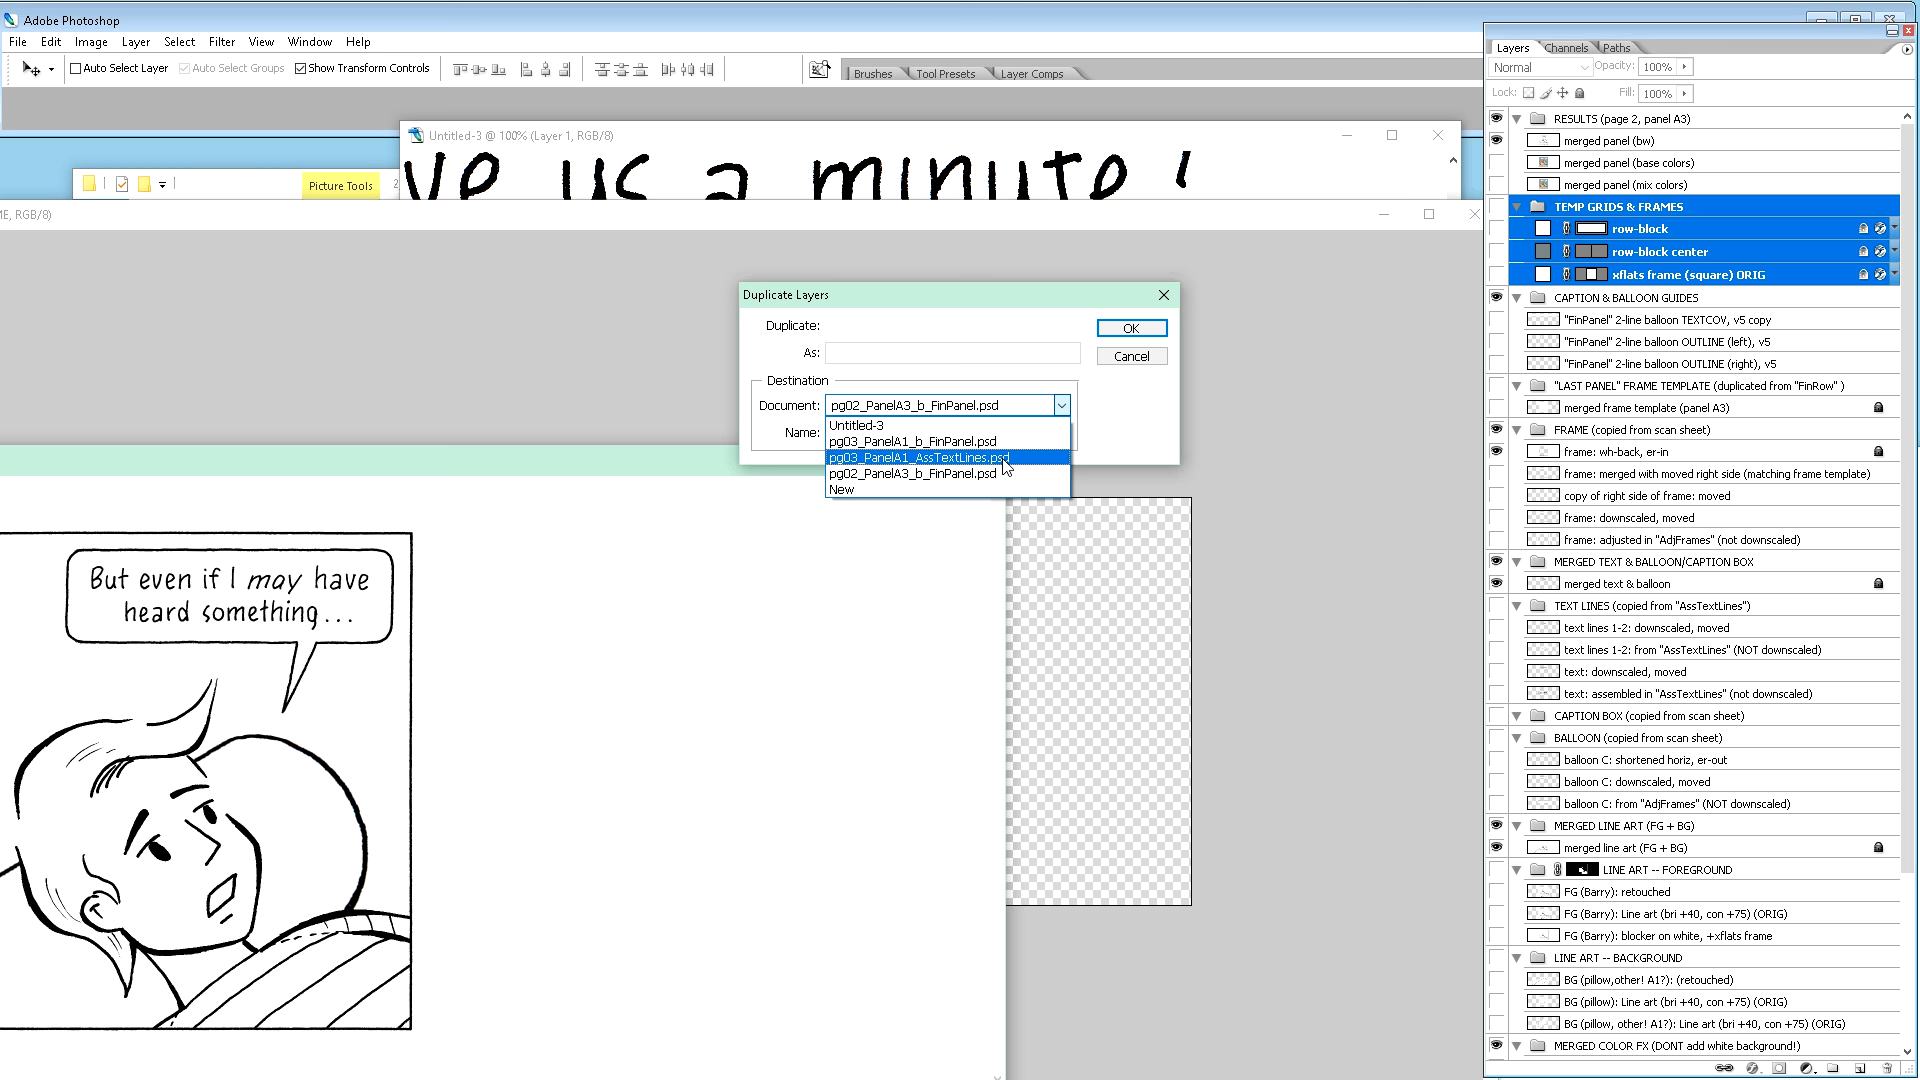 Adobe Photoshop
File Edit Image Layer Select Filter View Window Help
Auto Select Layer Auto Select Groups Show Transform Controls
Brushes Tool Presets Layer Comps
Untitled-3 @ 100% (Layer 1, RGB/8)
ve us a minute
Picture Tools
2
ME, RGB/8)
Duplicate Layers
Duplicate:
OK
As:
Cancel
Destination
Document: pg02_PanelA3_b_FinPanel.psd
Name:
Untitled-3
pg03_PanelA1_b_FinPanel.psd
pg03_PanelA1_AssTextLines.psd
pg02_PanelA3_b_FinPanel.psd
New
But even if I may have
heard something...
Layers Channels Paths
Normal Opacity: 100%
Lock: Fill: 100%
RESULTS (page 2, panel A3)
merged panel (bw)
merged panel (base colors)
merged panel (mix colors)
TEMP GRIDS & FRAMES
row-block
row-block center
xflats frame (square) ORIG
CAPTION & BALLOON GUIDES
"FinPanel" 2-line balloon TEXTCOV, v5 copy
"FinPanel" 2-line balloon OUTLINE (left), v5
"FinPanel" 2-line balloon OUTLINE (right), v5
"LAST PANEL" FRAME TEMPLATE (duplicated from "FinRow" )
merged frame template (panel A3)
FRAME (copied from scan sheet)
frame: wh-back, er-in
frame: merged with moved right side (matching frame template)
copy of right side of frame: moved
frame: downscaled, moved
frame: adjusted in "AdjFrames" (not downscaled)
MERGED TEXT & BALLOON/CAPTION BOX
merged text & balloon
TEXT LINES (copied from "AssTextLines")
text lines 1-2: downscaled, moved
text lines 1-2: from "AssTextLines" (NOT downscaled)
text: downscaled, moved
text: assembled in "AssTextLines" (not downscaled)
CAPTION BOX (copied from scan sheet)
BALLOON (copied from scan sheet)
balloon C: shortened horiz, er-out
balloon C: downscaled, moved
balloon C: from "AdjFrames" (NOT downscaled)
MERGED LINE ART (FG + BG)
merged line art (FG + BG)
LINE ART -- FOREGROUND
FG (Barry): retouched
FG (Barry): Line art (bri +40, con +75) (ORIG)
FG (Barry): blocker on white, +xflats frame
LINE ART -- BACKGROUND
BG (pillow,other! A1?): (retouched)
BG (pillow): Line art (bri +40, con +75) (ORIG)
BG (pillow, other! A1?): Line art (bri +40, con +75) (ORIG)
MERGED COLOR FX (DONT add white background!)